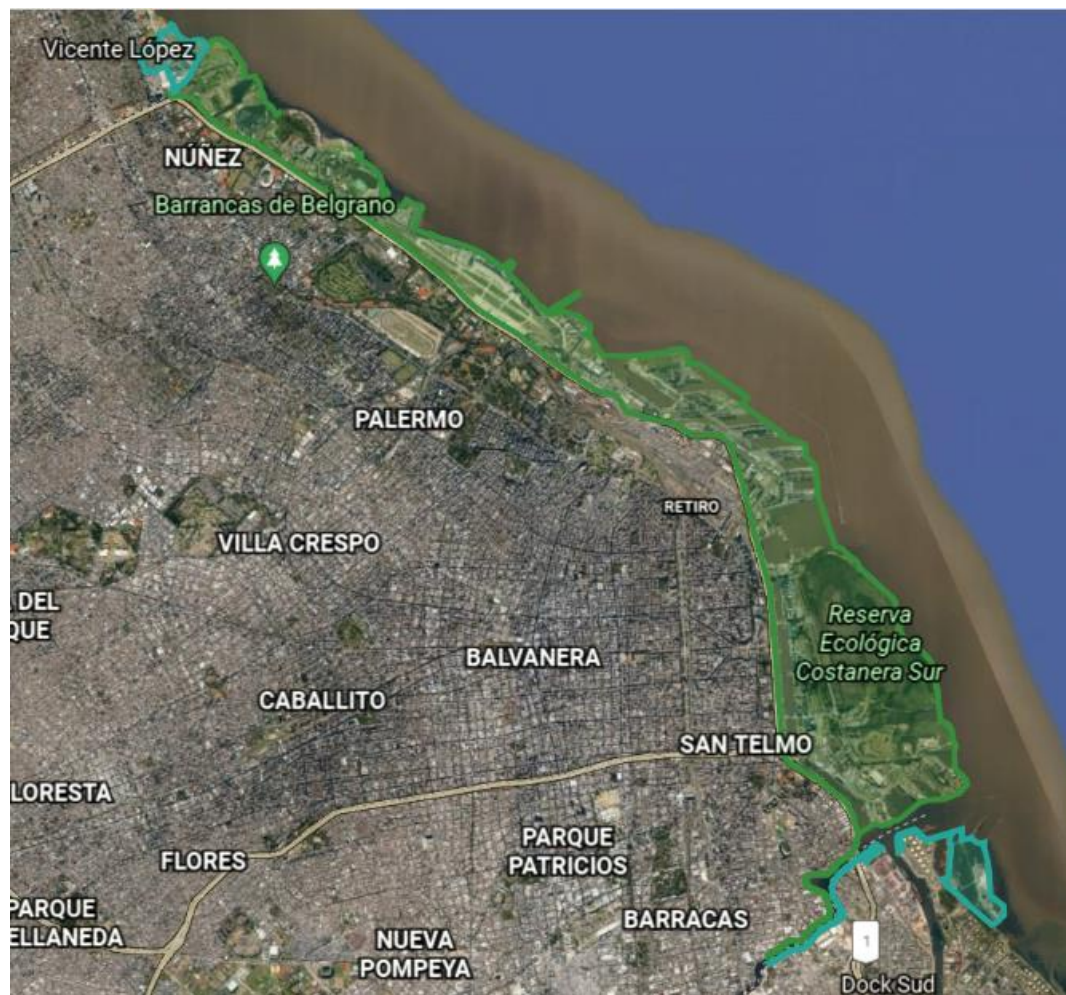 Vicente López
NÚÑEZ
Barrancas de Belgrano
PALERMO
RETIRO
VILLA CRESPO
DEL
QUE
Reserva
Ecológica
Costanera Sur
BALVANERA
CABALLITO
SAN TELMO
LORESTA
PARQUE
PATRICIOS
FLORES
BARRACAS
PARQUE
ELLANEDA
NUEVA
POMPEYA
1
Dock Sud